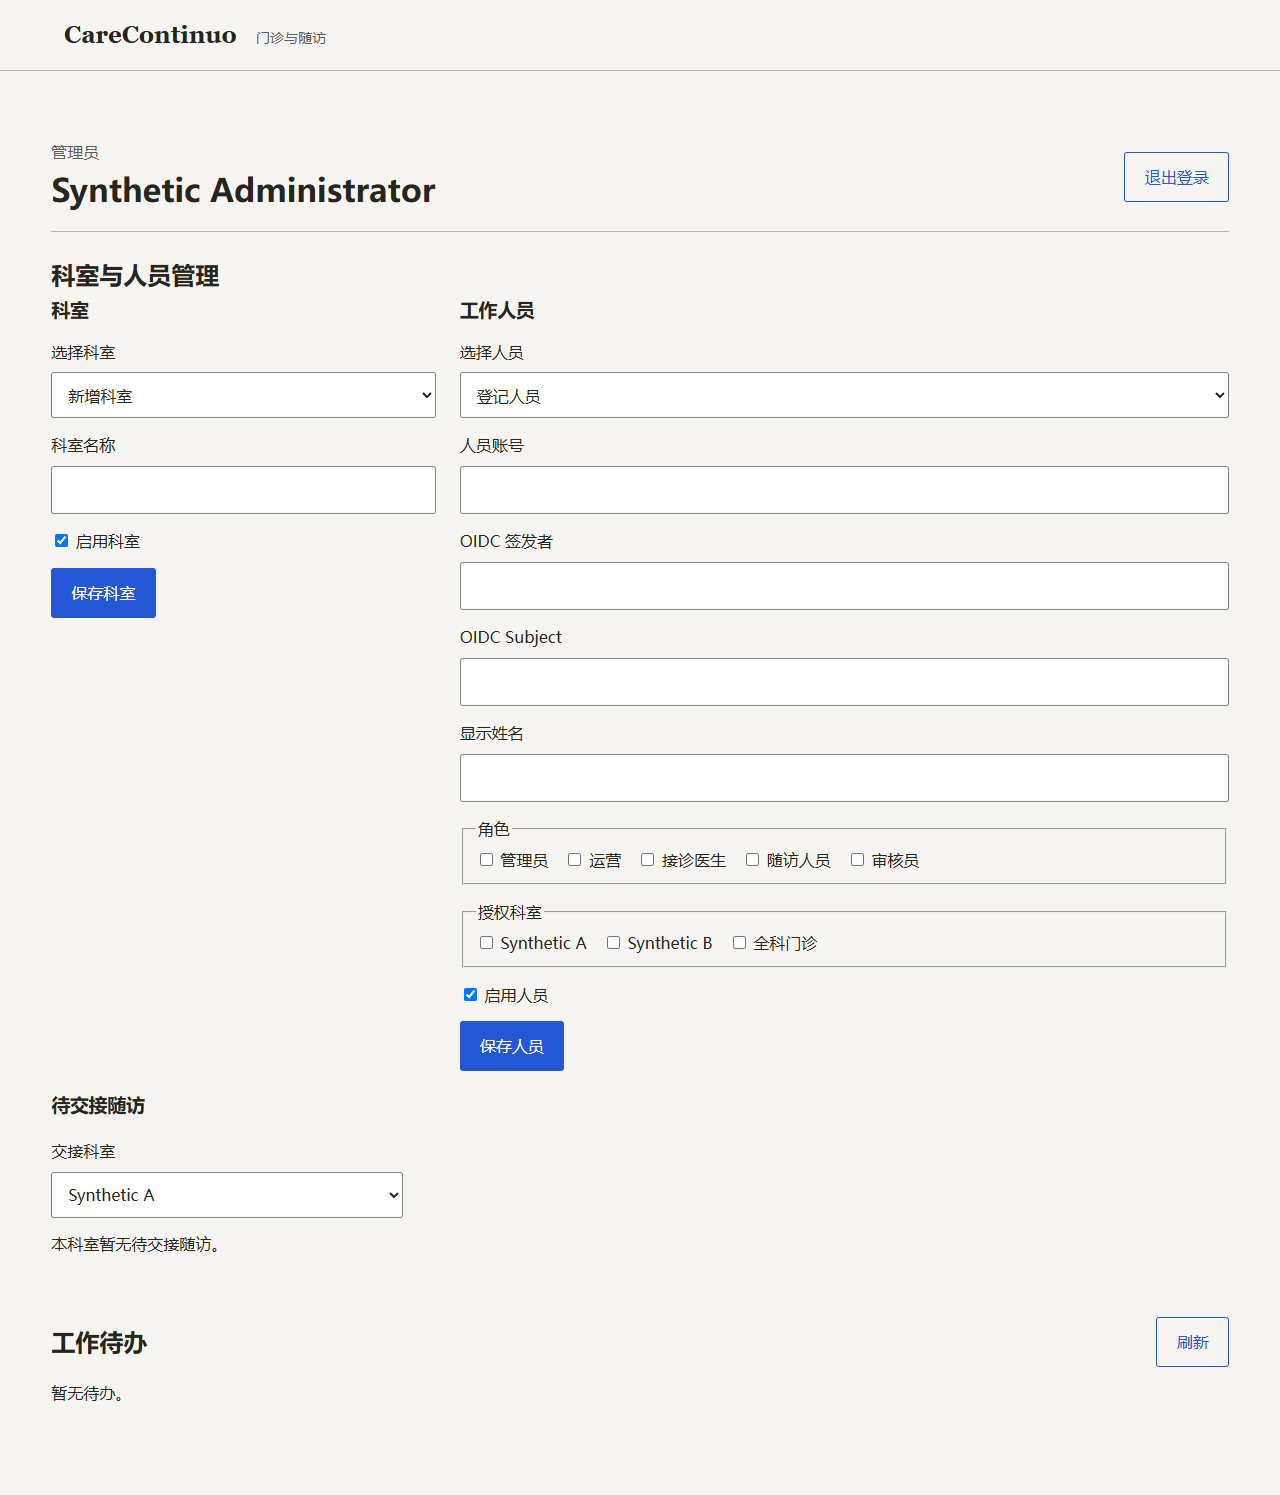 CareContinuo 门诊与随访
管理员
Synthetic Administrator
退出登录
科室与人员管理
科室
选择科室
新增科室
科室名称
启用科室
保存科室
工作人员
选择人员
登记人员
人员账号
OIDC 签发者
OIDC Subject
显示姓名
角色
管理员 运营 接诊医生 随访人员 审核员
授权科室
Synthetic A Synthetic B 全科门诊
启用人员
保存人员
待交接随访
交接科室
Synthetic A
本科室暂无待交接随访。
工作待办
刷新
暂无待办。